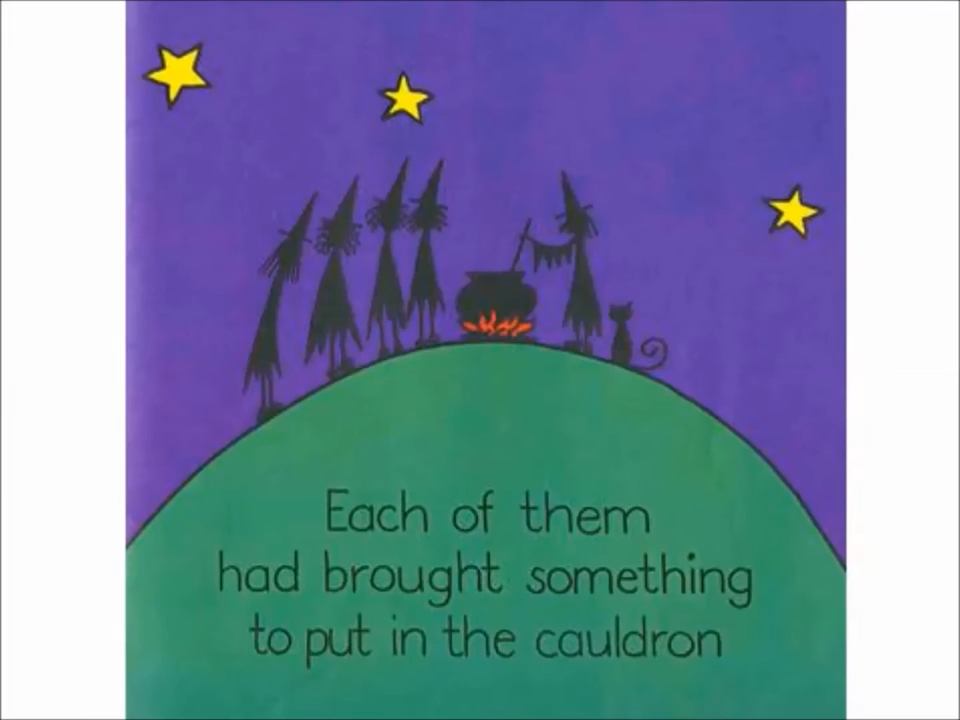 Each of them
had brought something
to put in the cauldron